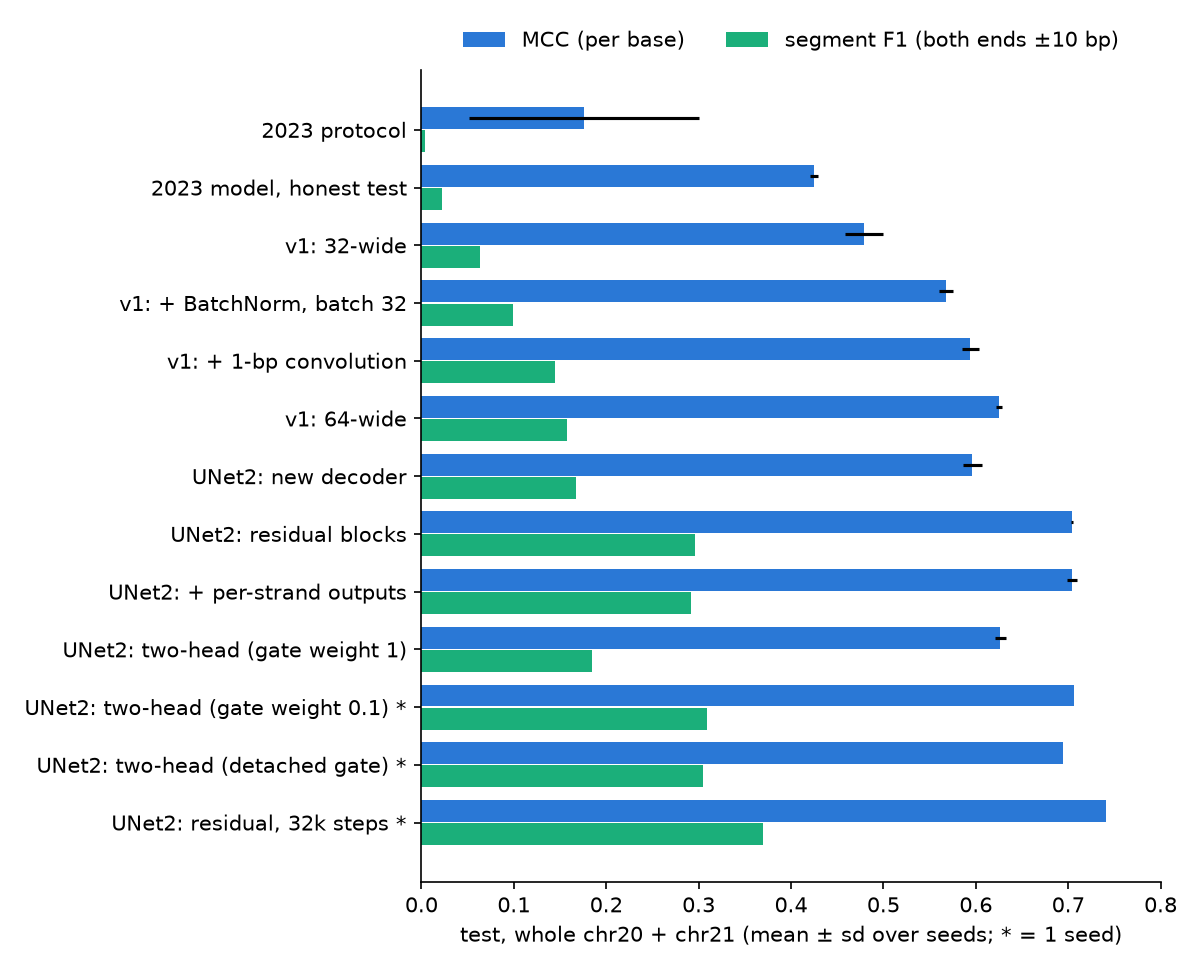 MCC (per base) segment F1 (both ends ±10 bp)
2023 protocol
2023 model, honest test
v1: 32-wide
v1: + BatchNorm, batch 32
v1: + 1-bp convolution
v1: 64-wide
UNet2: new decoder
UNet2: residual blocks
UNet2: + per-strand outputs
UNet2: two-head (gate weight 1)
UNet2: two-head (gate weight 0.1) *
UNet2: two-head (detached gate) *
UNet2: residual, 32k steps *
0.0 0.1 0.2 0.3 0.4 0.5 0.6 0.7 0.8
test, whole chr20 + chr21 (mean ± sd over seeds; * = 1 seed)